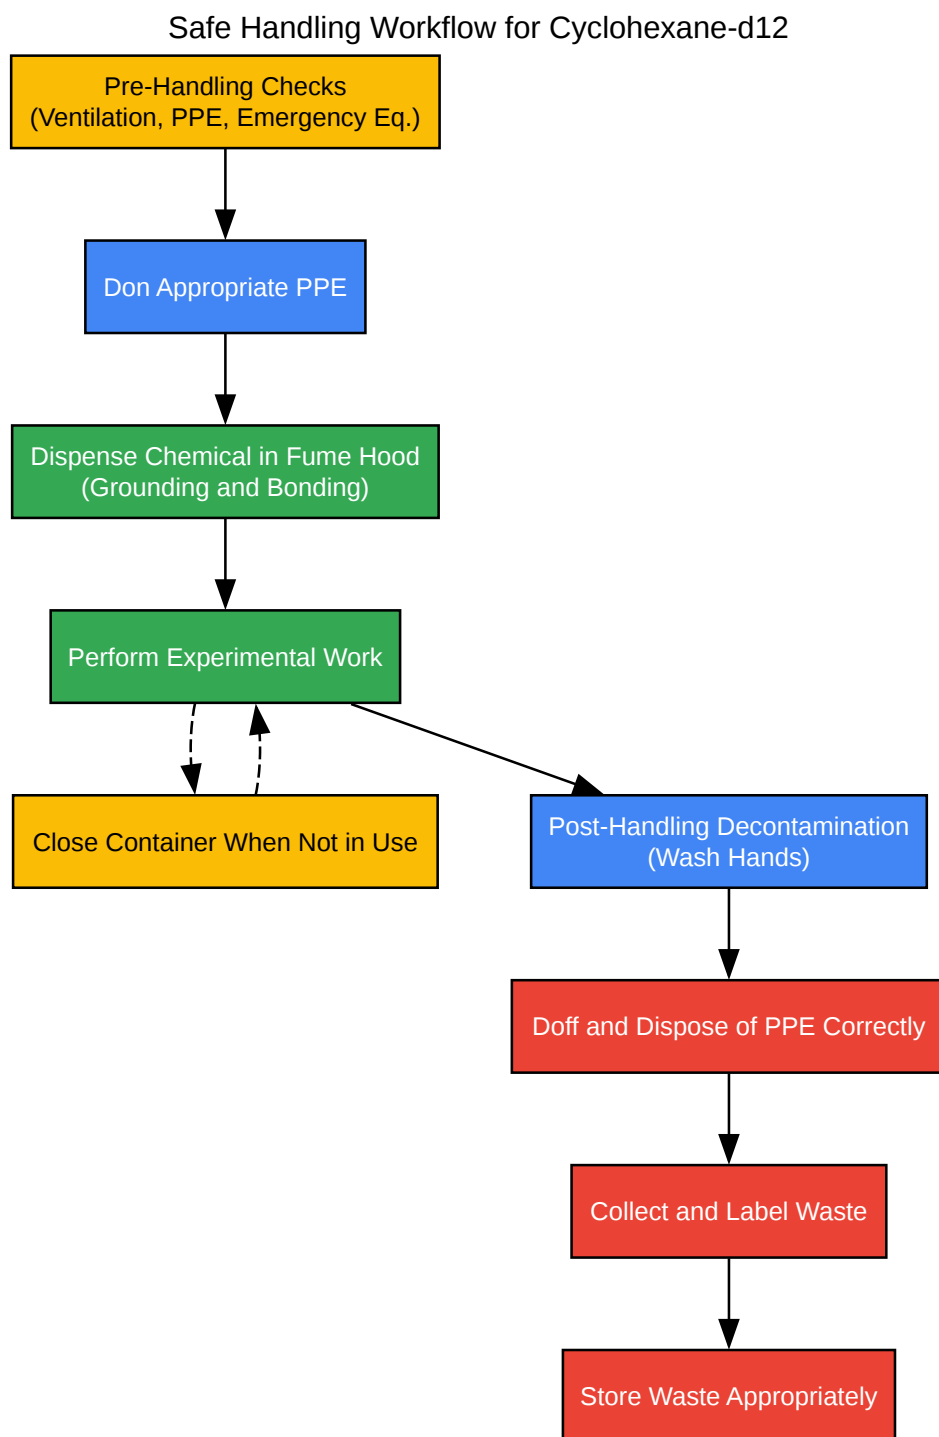 Safe Handling Workflow for Cyclohexane-d12
Pre-Handling Checks
(Ventilation, PPE, Emergency Eq.)
Don Appropriate PPE
Dispense Chemical in Fume Hood
(Grounding and Bonding)
Perform Experimental Work
Close Container When Not in Use
Post-Handling Decontamination
(Wash Hands)
Doff and Dispose of PPE Correctly
Collect and Label Waste
Store Waste Appropriately